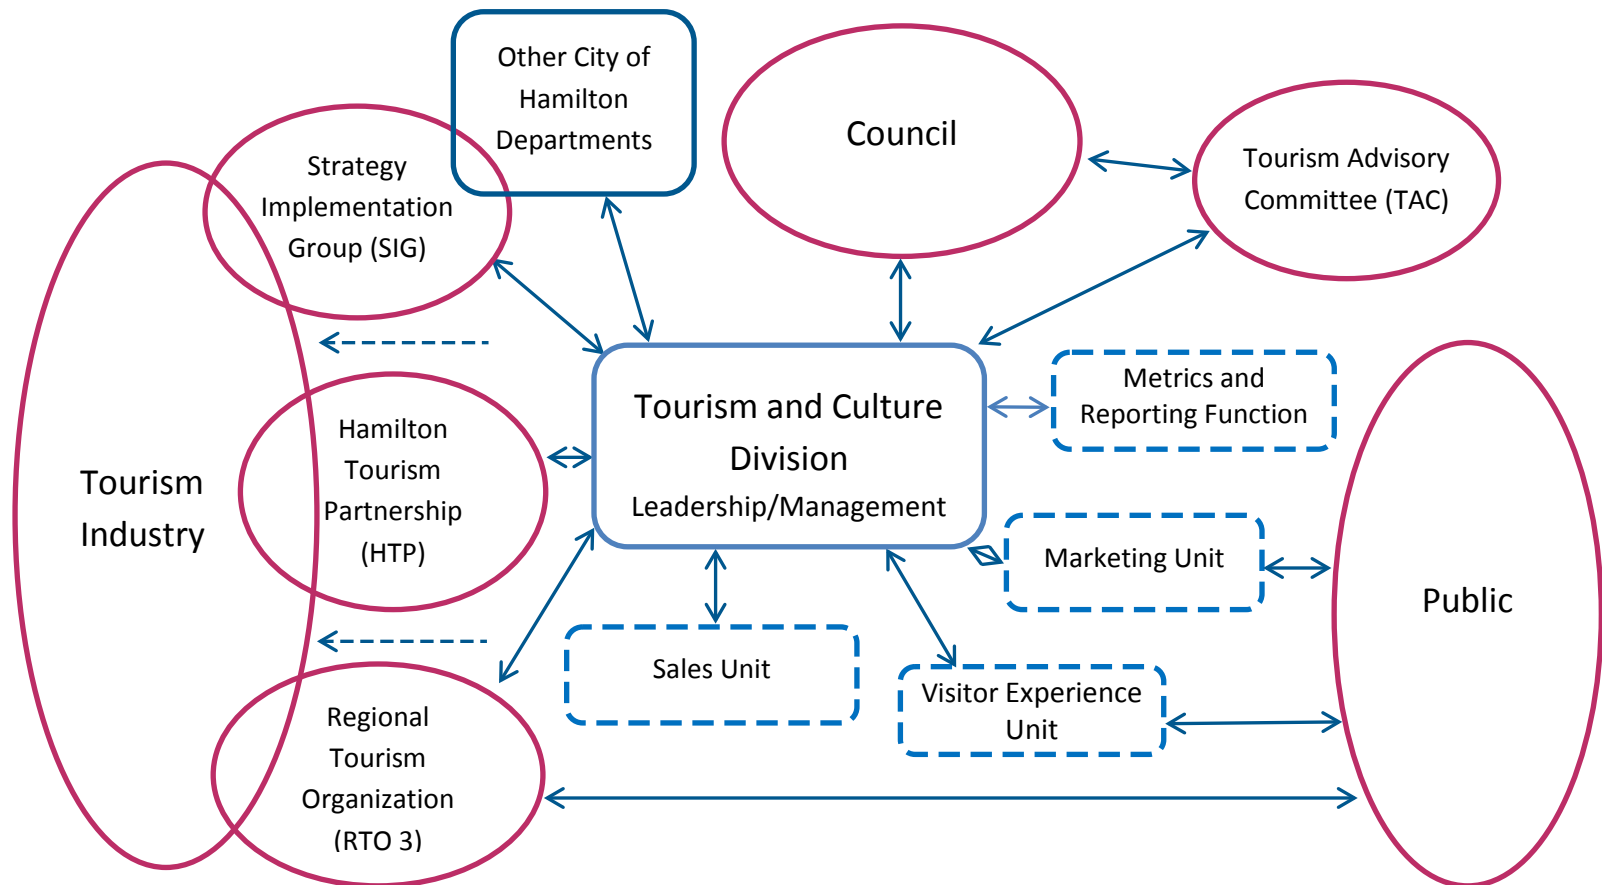 Other City of
Hamilton
Departments
Council
Tourism Advisory
Committee (TAC)
Strategy
Implementation
Group (SIG)
Tourism and Culture
Division
Leadership/Management
Metrics and
Reporting Function
Hamilton
Tourism
Partnership
(HTP)
Tourism
Industry
Marketing Unit
Public
Sales Unit
Visitor Experience
Unit
Regional
Tourism
Organization
(RTO 3)